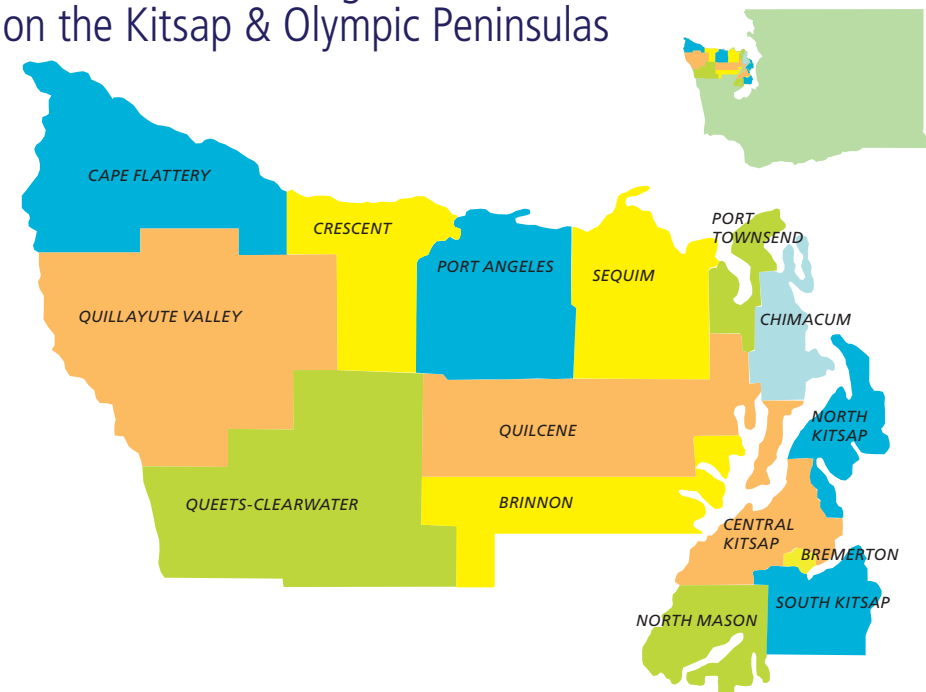 on the Kitsap & Olympic Peninsulas
CAPE FLATTERY
CRESCENT
PORT
TOWNSEND
PORT ANGELES
SEQUIM
QUILLAYUTE VALLEY
CHIMACUM
NORTH
KITSAP
QUILCENE
QUEETS-CLEARWATER
BRINNON
CENTRAL
KITSAP
BREMERTON
SOUTH KITSAP
NORTH MASON